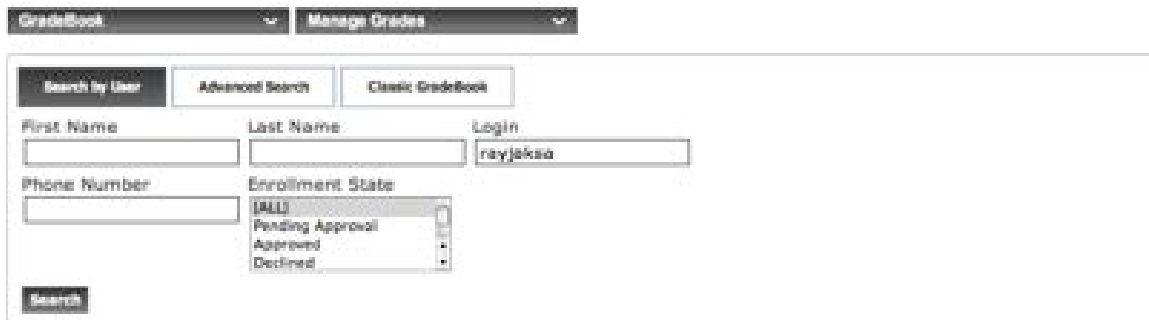 GradeBook Manage Grades
Search by User Advanced Search Classic GradeBook
First Name Last Name Login
rayjaksa
Phone Number Enrollment State
[ALL]
Pending Approval
Approved
Declined
Search